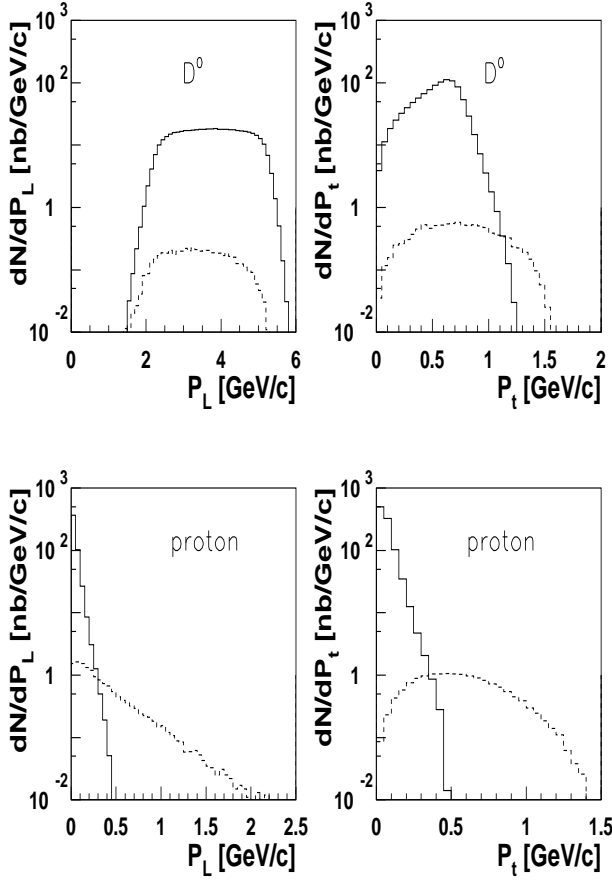 dN/dP_L [nb/GeV/c]
10^3
10^2
1
10^-2
D^0
0 2 4 6
P_L [GeV/c]
dN/dP_t [nb/GeV/c]
10^3
10^2
1
10^-2
D^0
0 0.5 1 1.5 2
P_t [GeV/c]
dN/dP_L [nb/GeV/c]
10^3
10^2
1
10^-2
proton
0 0.5 1 1.5 2 2.5
P_L [GeV/c]
dN/dP_t [nb/GeV/c]
10^3
10^2
1
10^-2
proton
0 0.5 1 1.5
P_t [GeV/c]